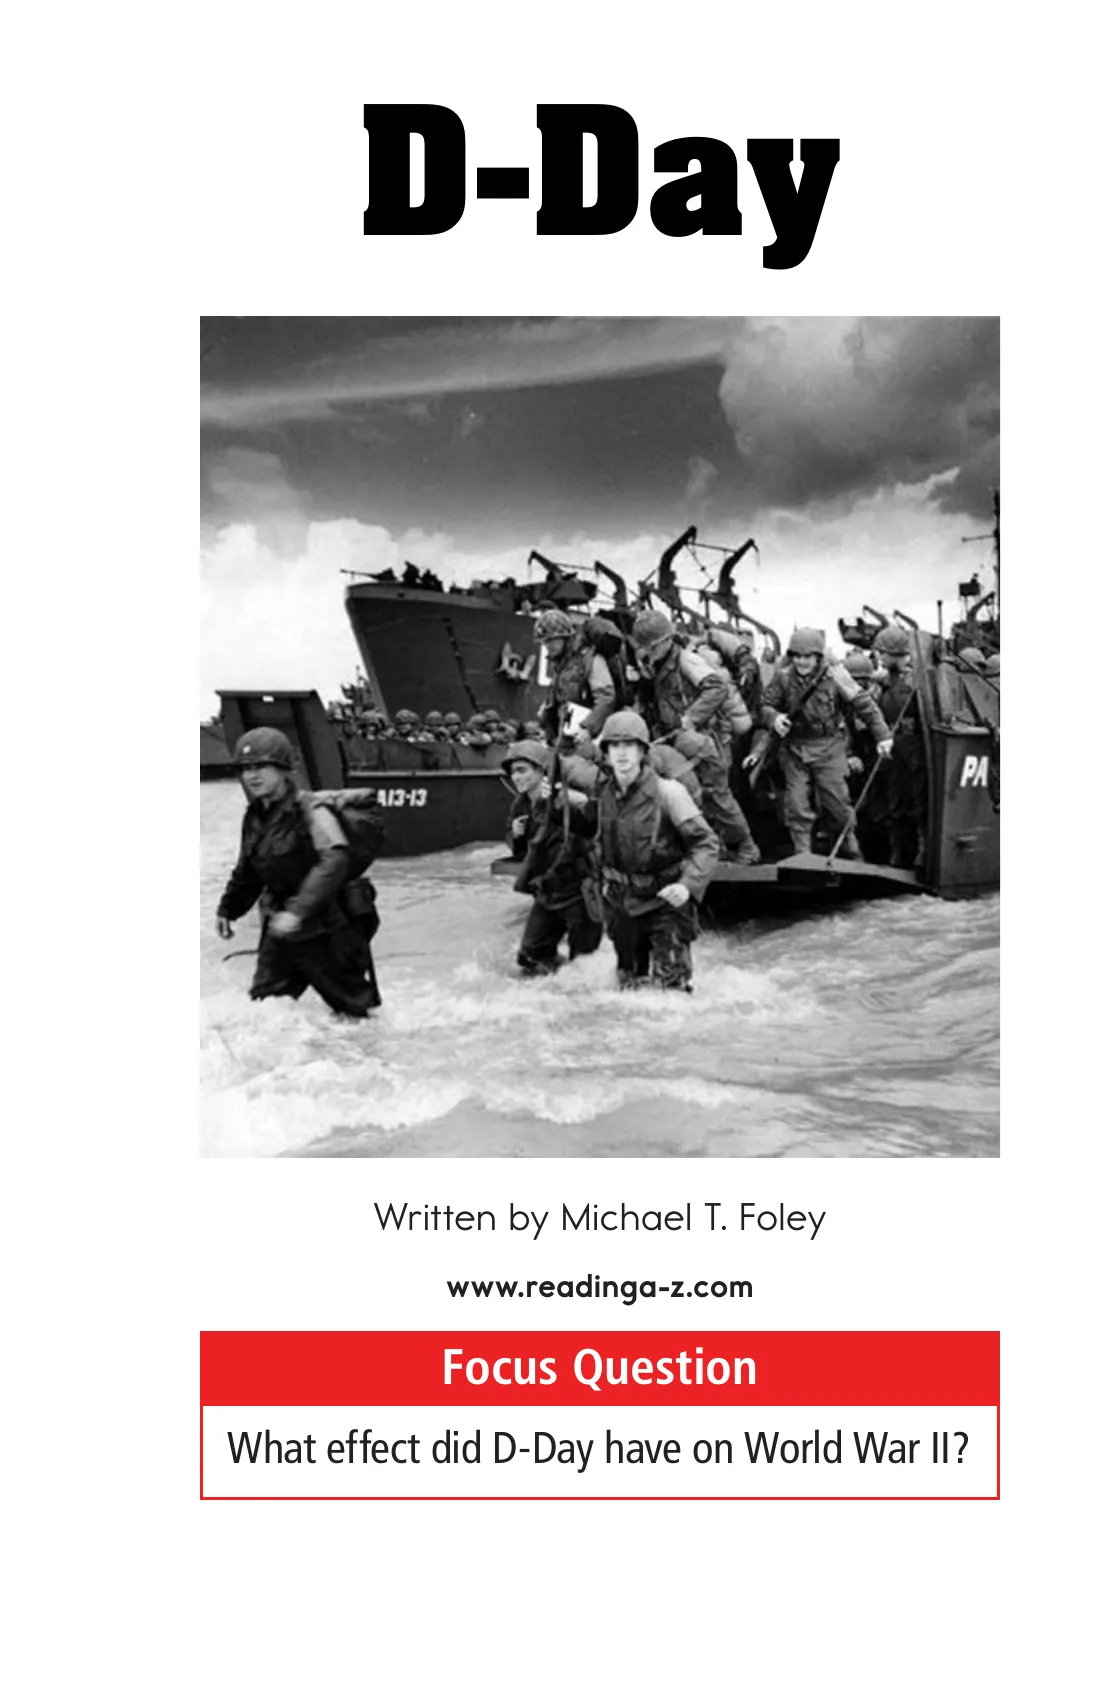 D-Day
A13-13
PA
Written by Michael T. Foley
www.readinga-z.com
Focus Question
What effect did D-Day have on World War II?